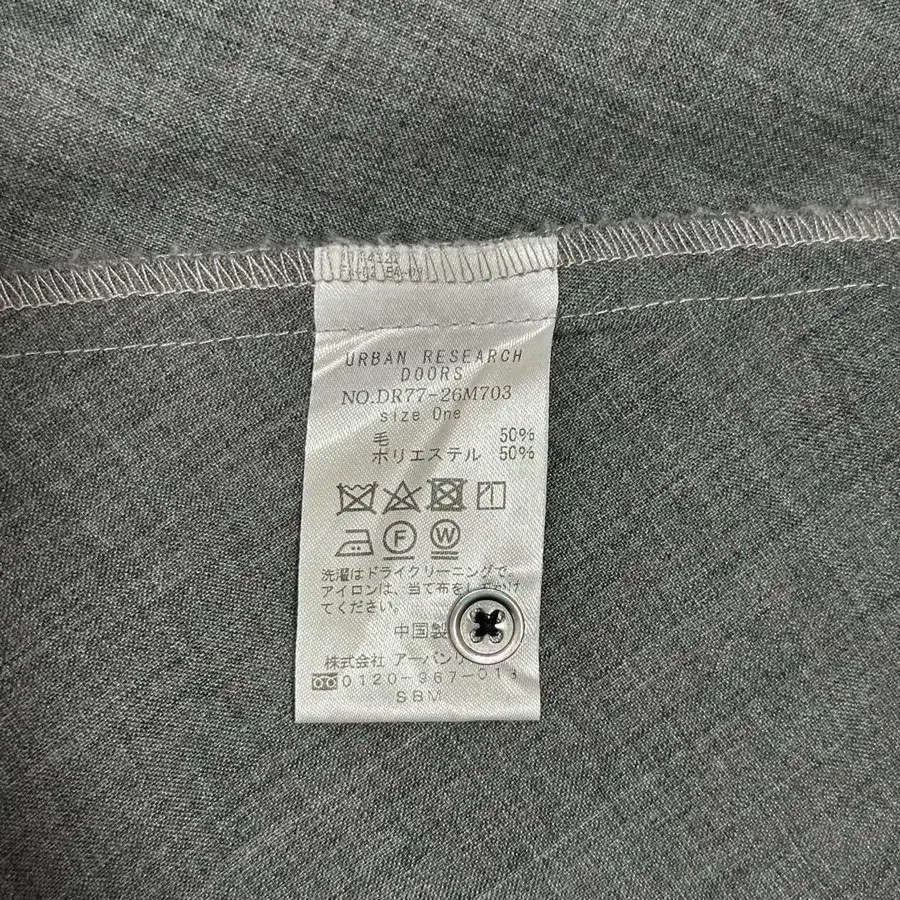 URBAN RESEARCH
DOORS
NO.DR77-26M703
size One
毛 50%
ポリエステル 50%
F W
洗濯はドライクリーニングで、
アイロンは、当て布をしかけ
てください。
中国製
株式会社 アーバンリ
0120-967-013
SBM